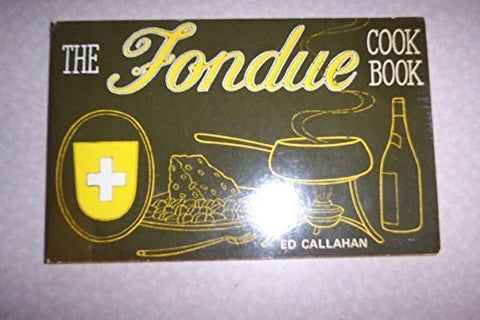 THE Fondue COOK
BOOK
ED CALLAHAN